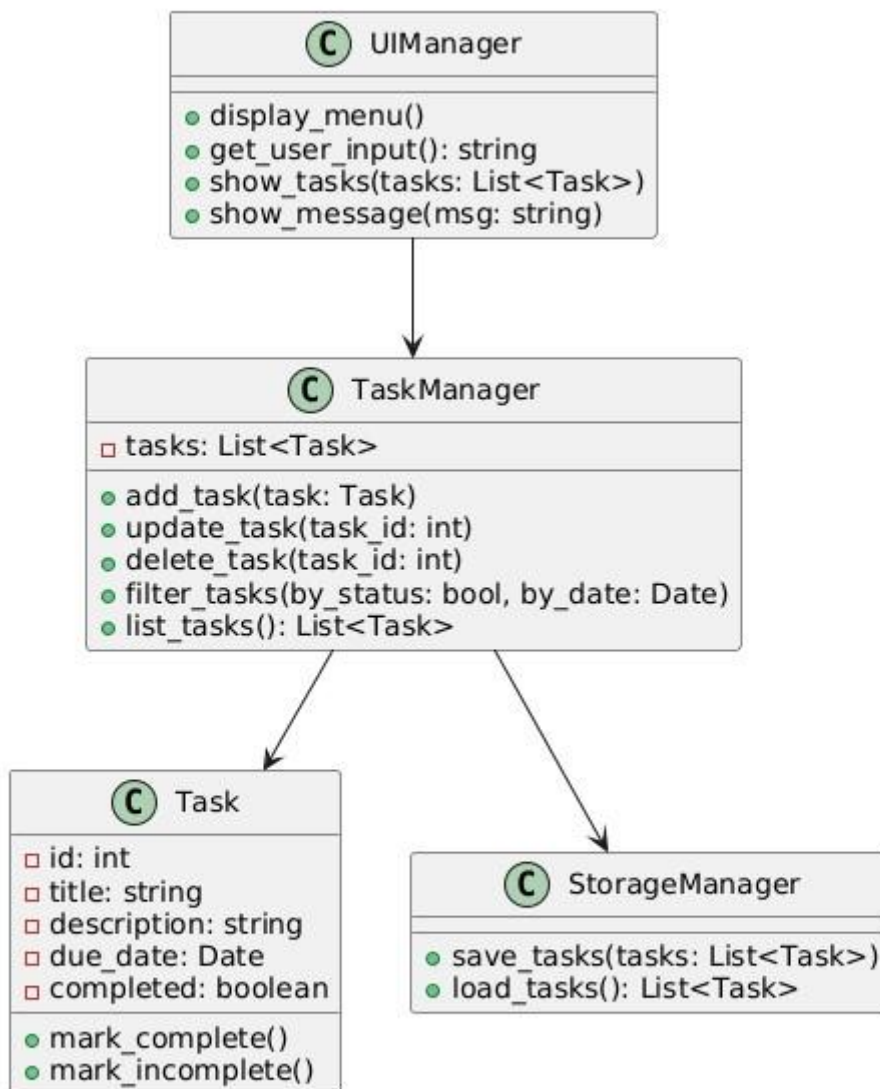 C UIManager
display_menu()
get_user_input(): string
show_tasks(tasks: List<Task>)
show_message(msg: string)
C TaskManager
tasks: List<Task>
add_task(task: Task)
update_task(task_id: int)
delete_task(task_id: int)
filter_tasks(by_status: bool, by_date: Date)
list_tasks(): List<Task>
C Task
id: int
title: string
description: string
due_date: Date
completed: boolean
mark_complete()
mark_incomplete()
C StorageManager
save_tasks(tasks: List<Task>)
load_tasks(): List<Task>